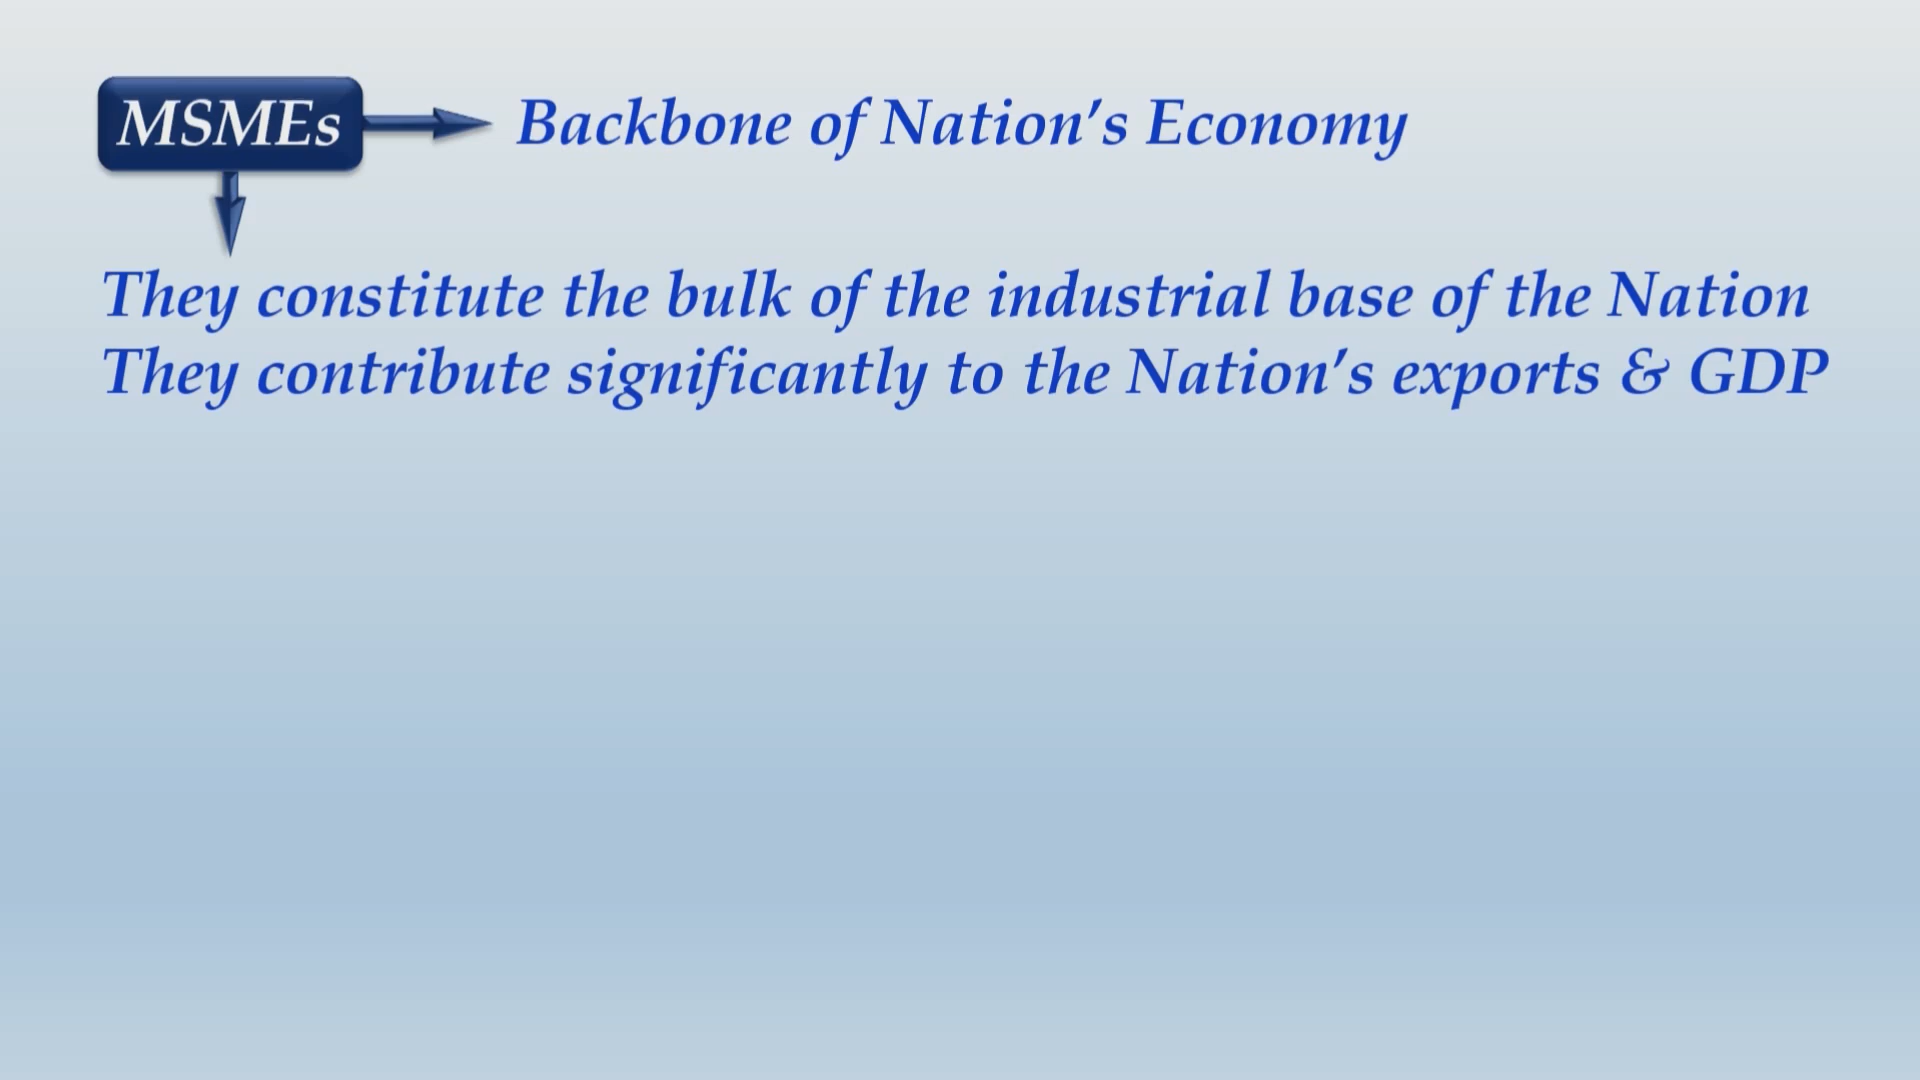 MSMEs
Backbone of Nation’s Economy
They constitute the bulk of the industrial base of the Nation
They contribute significantly to the Nation’s exports & GDP